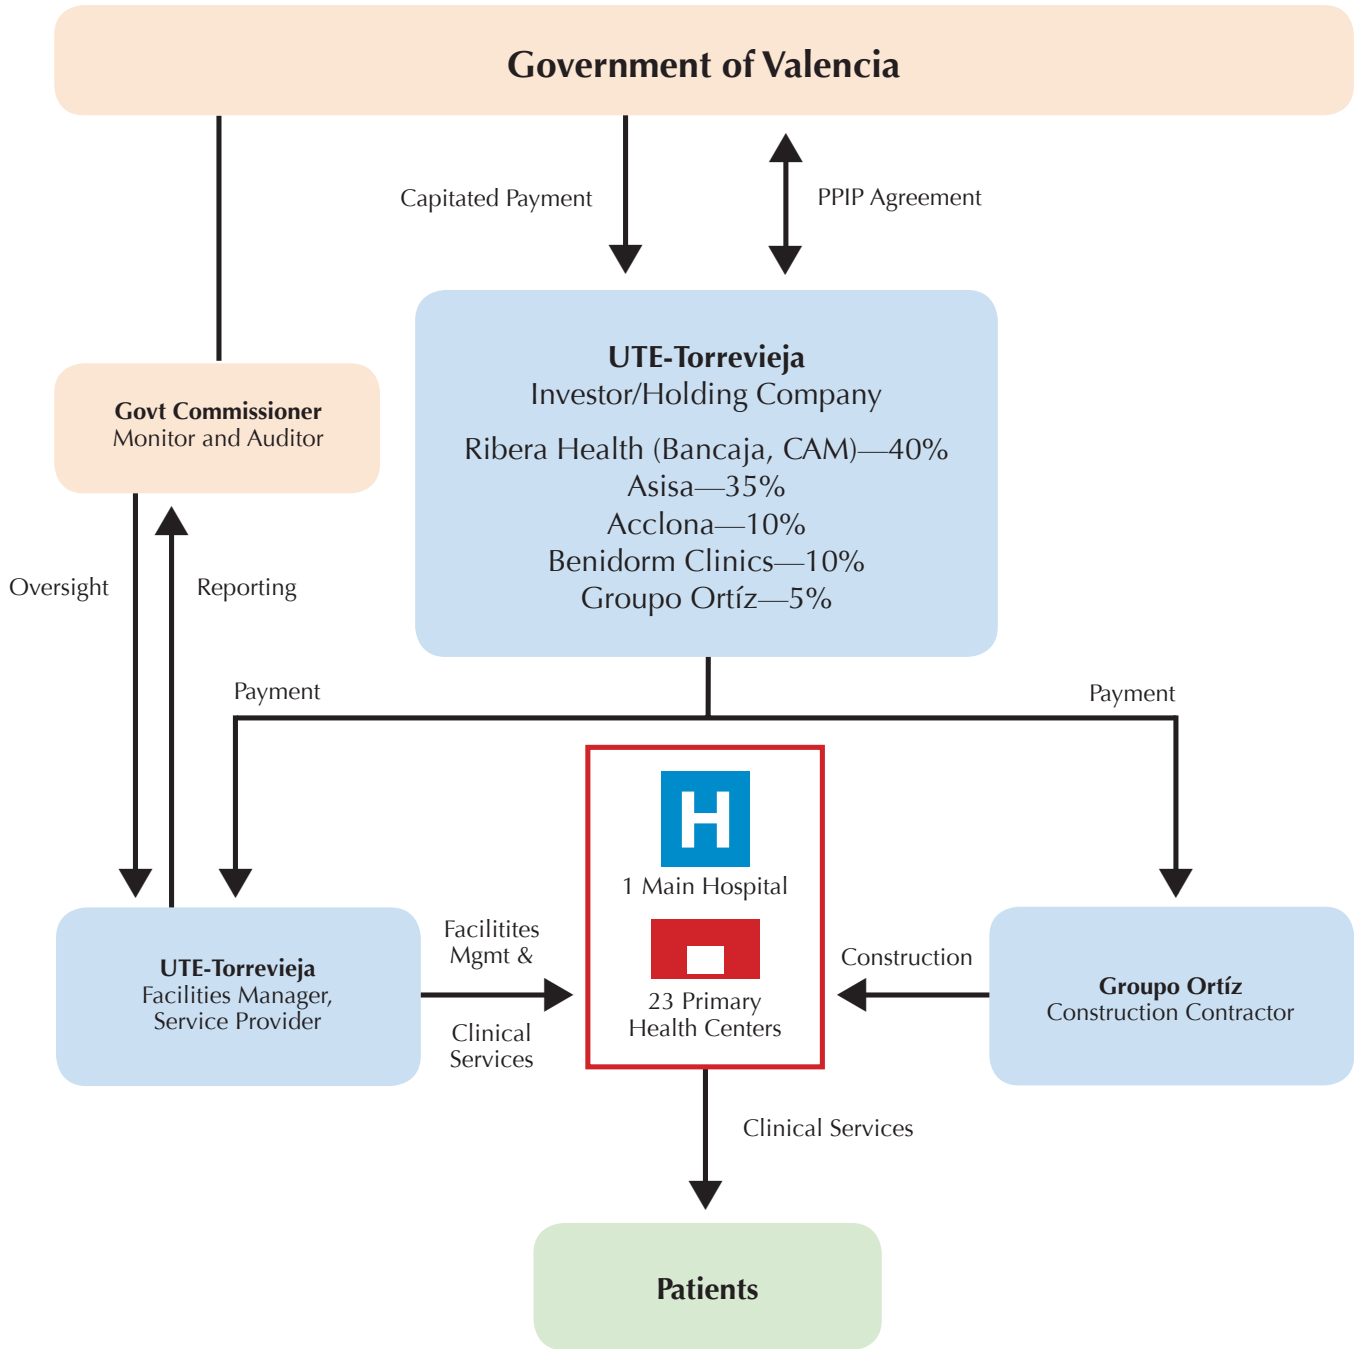 Government of Valencia
Capitated Payment
PPIP Agreement
UTE-Torrevieja
Investor/Holding Company
Ribera Health (Bancaja, CAM)—40%
Asisa—35%
Acclona—10%
Benidorm Clinics—10%
Groupo Ortíz—5%
Govt Commissioner
Monitor and Auditor
Oversight
Reporting
Payment
Payment
H
1 Main Hospital
23 Primary
Health Centers
UTE-Torrevieja
Facilities Manager,
Service Provider
Facilitites
Mgmt &
Clinical
Services
Construction
Groupo Ortíz
Construction Contractor
Clinical Services
Patients